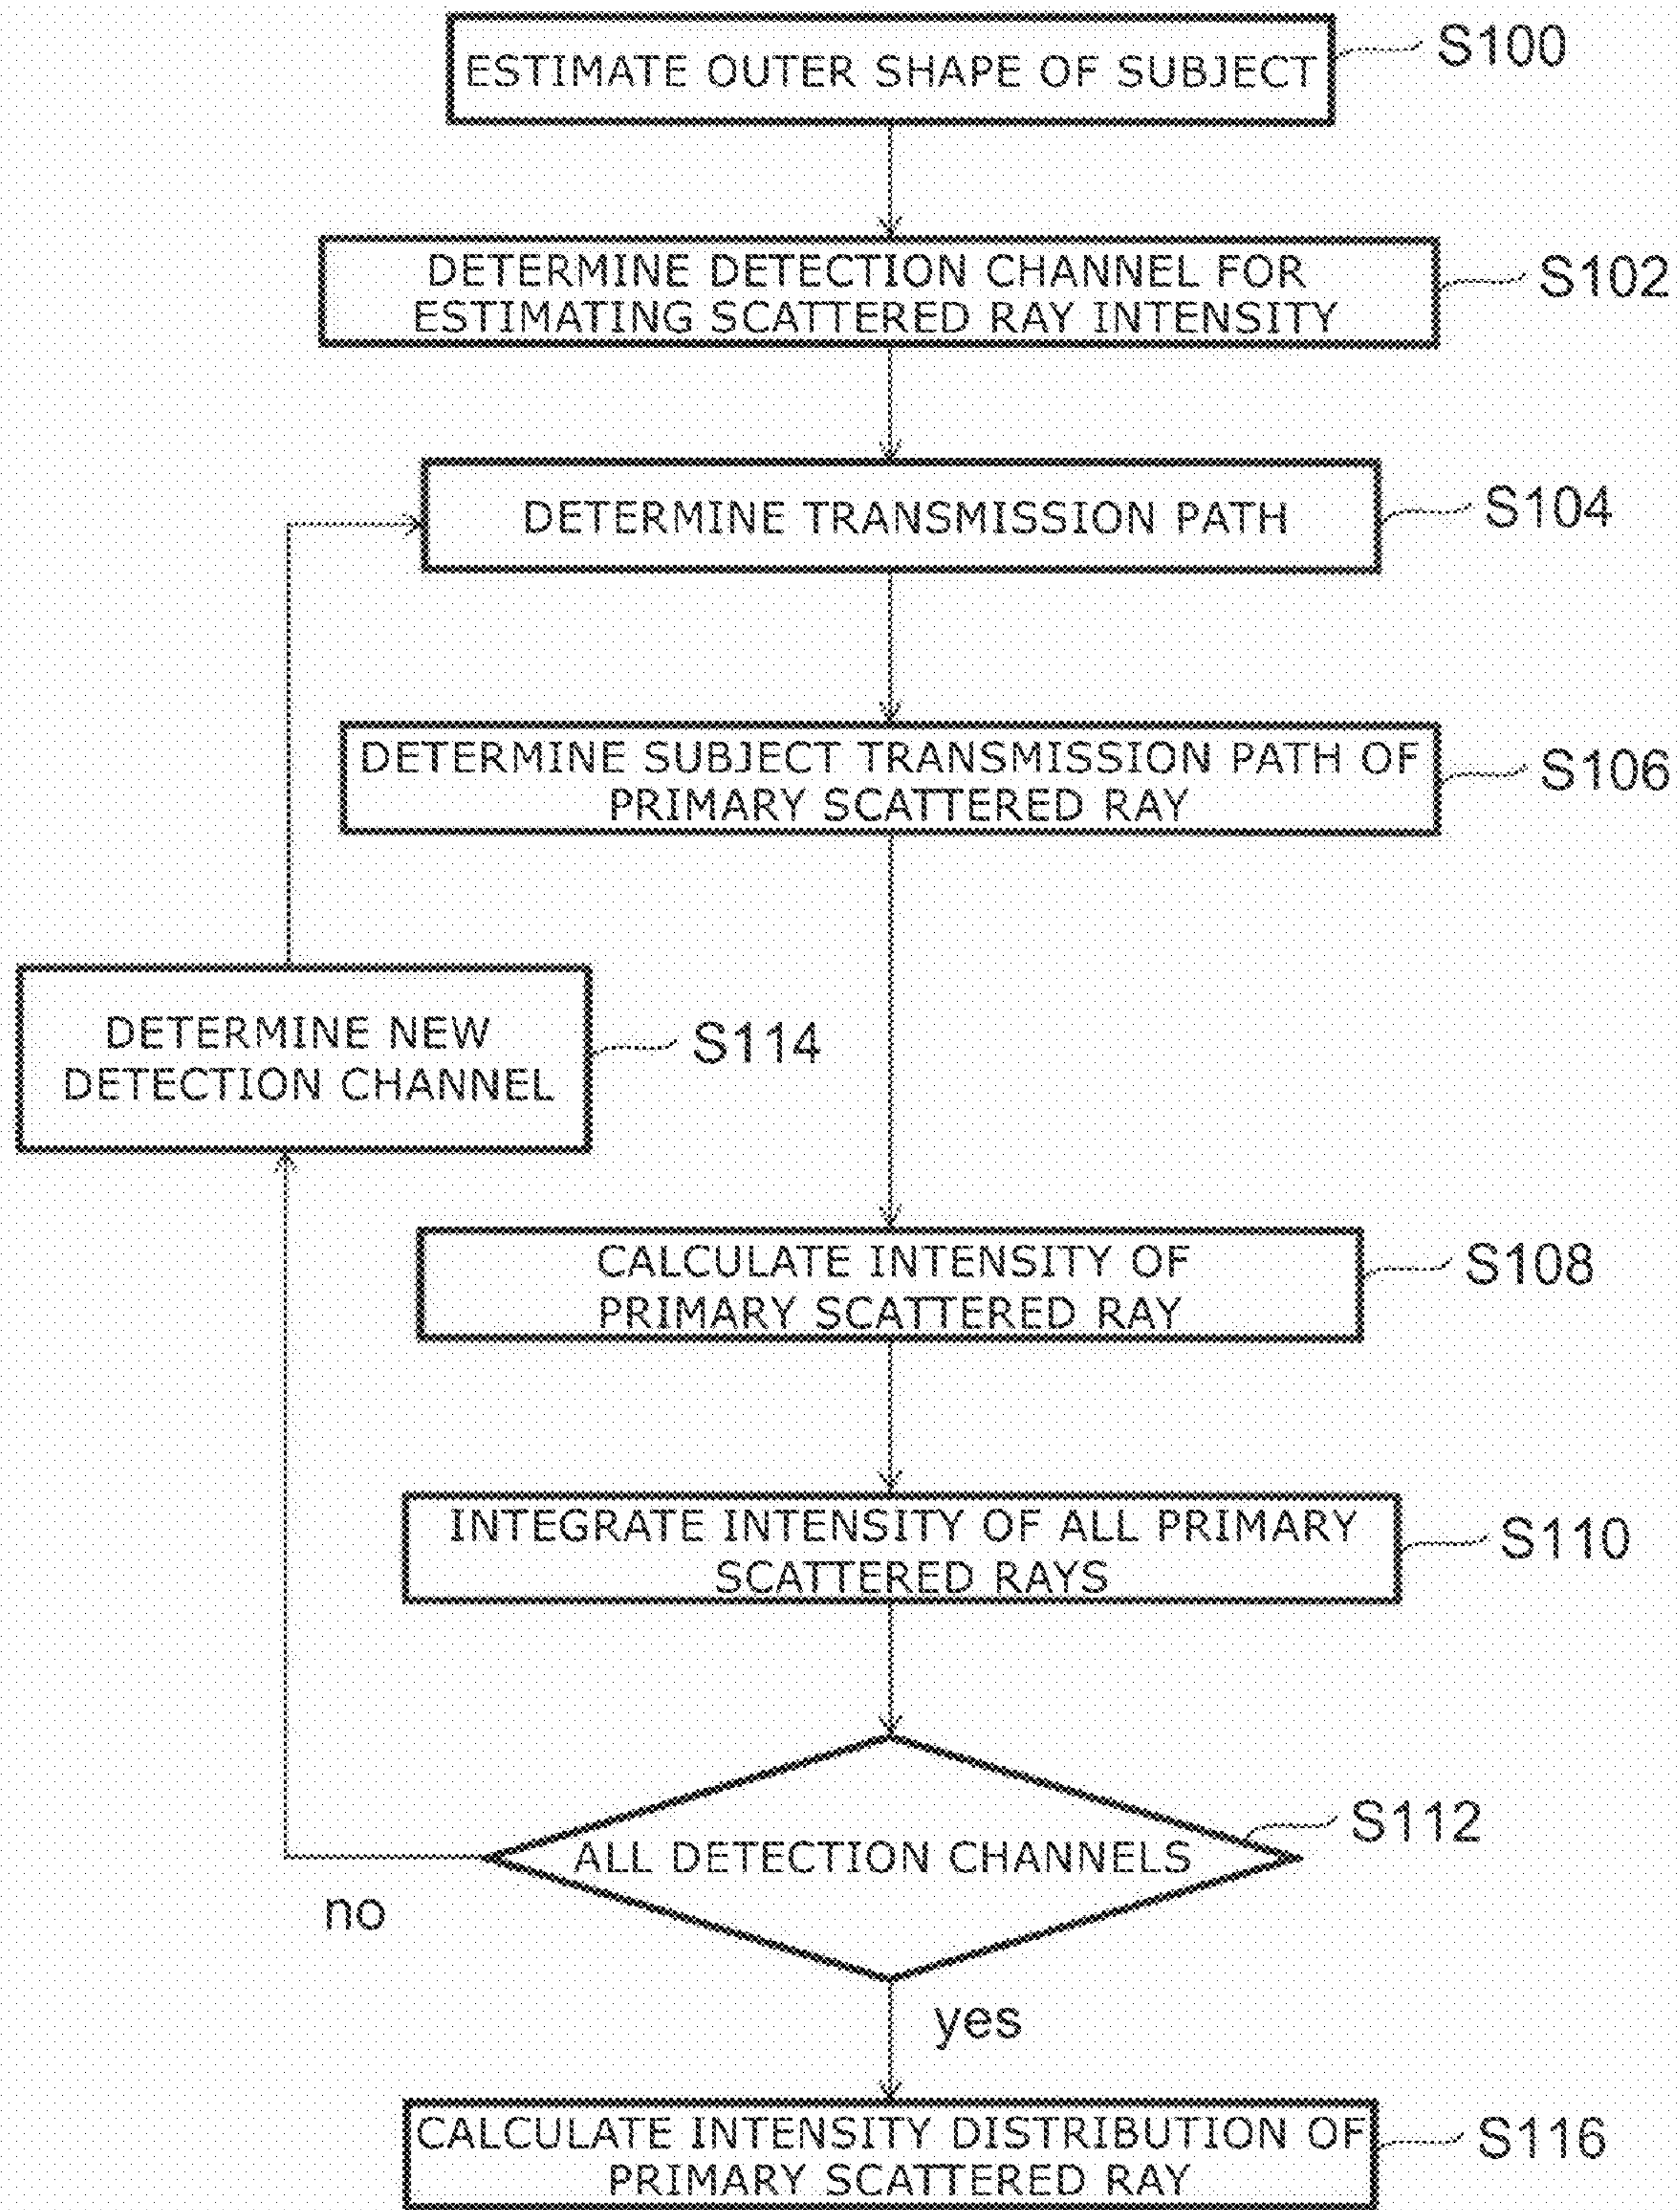 ESTIMATE OUTER SHAPE OF SUBJECT
S100
DETERMINE DETECTION CHANNEL FOR
ESTIMATING SCATTERED RAY INTENSITY
S102
DETERMINE TRANSMISSION PATH
S104
DETERMINE SUBJECT TRANSMISSION PATH OF
PRIMARY SCATTERED RAY
S106
DETERMINE NEW
DETECTION CHANNEL
S114
CALCULATE INTENSITY OF
PRIMARY SCATTERED RAY
S108
INTEGRATE INTENSITY OF ALL PRIMARY
SCATTERED RAYS
S110
ALL DETECTION CHANNELS
S112
no
yes
CALCULATE INTENSITY DISTRIBUTION OF
PRIMARY SCATTERED RAY
S116